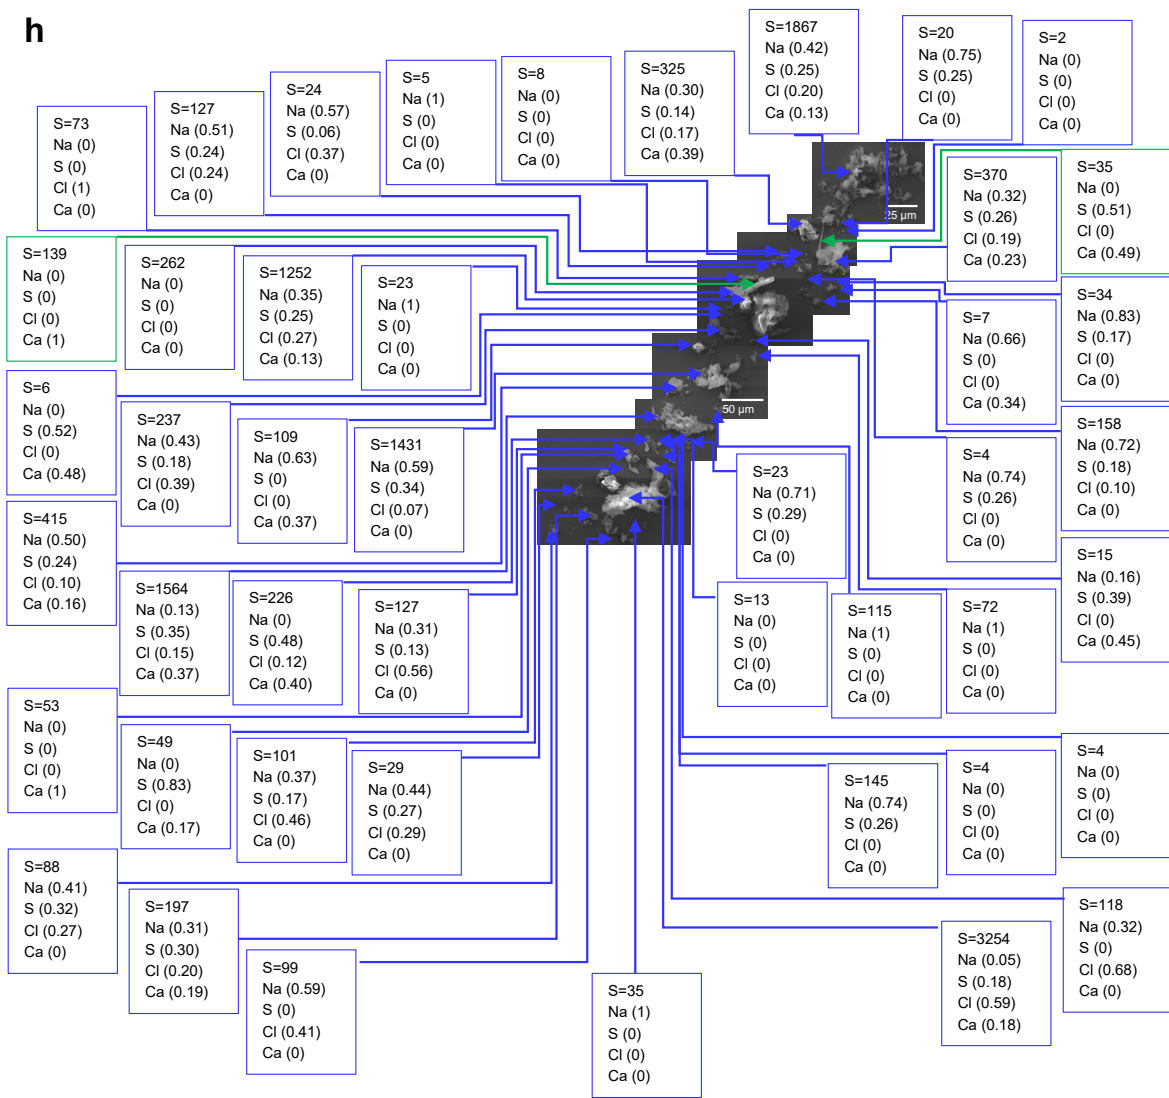 h
S=1867
Na (0.42)
S (0.25)
Cl (0.20)
Ca (0.13)
S=20
Na (0.75)
S (0.25)
Cl (0)
Ca (0)
S=2
Na (0)
S (0)
Cl (0)
Ca (0)
S=325
Na (0.30)
S (0.14)
Cl (0.17)
Ca (0.39)
S=8
Na (0)
S (0)
Cl (0)
Ca (0)
S=5
Na (1)
S (0)
Cl (0)
Ca (0)
S=24
Na (0.57)
S (0.06)
Cl (0.37)
Ca (0)
S=127
Na (0.51)
S (0.24)
Cl (0.24)
Ca (0)
S=73
Na (0)
S (0)
Cl (1)
Ca (0)
S=370
Na (0.32)
S (0.26)
Cl (0.19)
Ca (0.23)
S=35
Na (0)
S (0.51)
Cl (0)
Ca (0.49)
25 µm
S=139
Na (0)
S (0)
Cl (0)
Ca (1)
S=262
Na (0)
S (0)
Cl (0)
Ca (0)
S=1252
Na (0.35)
S (0.25)
Cl (0.27)
Ca (0.13)
S=23
Na (1)
S (0)
Cl (0)
Ca (0)
S=7
Na (0.66)
S (0)
Cl (0)
Ca (0.34)
S=34
Na (0.83)
S (0.17)
Cl (0)
Ca (0)
S=6
Na (0)
S (0.52)
Cl (0)
Ca (0.48)
S=237
Na (0.43)
S (0.18)
Cl (0.39)
Ca (0)
S=109
Na (0.63)
S (0)
Cl (0)
Ca (0.37)
S=1431
Na (0.59)
S (0.34)
Cl (0.07)
Ca (0)
50 µm
S=23
Na (0.71)
S (0.29)
Cl (0)
Ca (0)
S=4
Na (0.74)
S (0.26)
Cl (0)
Ca (0)
S=158
Na (0.72)
S (0.18)
Cl (0.10)
Ca (0)
S=415
Na (0.50)
S (0.24)
Cl (0.10)
Ca (0.16)
S=1564
Na (0.13)
S (0.35)
Cl (0.15)
Ca (0.37)
S=226
Na (0)
S (0.48)
Cl (0.12)
Ca (0.40)
S=127
Na (0.31)
S (0.13)
Cl (0.56)
Ca (0)
S=13
Na (0)
S (0)
Cl (0)
Ca (0)
S=115
Na (1)
S (0)
Cl (0)
Ca (0)
S=72
Na (1)
S (0)
Cl (0)
Ca (0)
S=15
Na (0.16)
S (0.39)
Cl (0)
Ca (0.45)
S=53
Na (0)
S (0)
Cl (0)
Ca (1)
S=49
Na (0)
S (0.83)
Cl (0)
Ca (0.17)
S=101
Na (0.37)
S (0.17)
Cl (0.46)
Ca (0)
S=29
Na (0.44)
S (0.27)
Cl (0.29)
Ca (0)
S=145
Na (0.74)
S (0.26)
Cl (0)
Ca (0)
S=4
Na (0)
S (0)
Cl (0)
Ca (0)
S=4
Na (0)
S (0)
Cl (0)
Ca (0)
S=88
Na (0.41)
S (0.32)
Cl (0.27)
Ca (0)
S=197
Na (0.31)
S (0.30)
Cl (0.20)
Ca (0.19)
S=99
Na (0.59)
S (0)
Cl (0.41)
Ca (0)
S=35
Na (1)
S (0)
Cl (0)
Ca (0)
S=3254
Na (0.05)
S (0.18)
Cl (0.59)
Ca (0.18)
S=118
Na (0.32)
S (0)
Cl (0.68)
Ca (0)